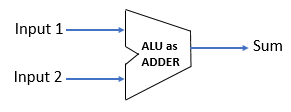 Input 1
ALU as
ADDER
Sum
Input 2